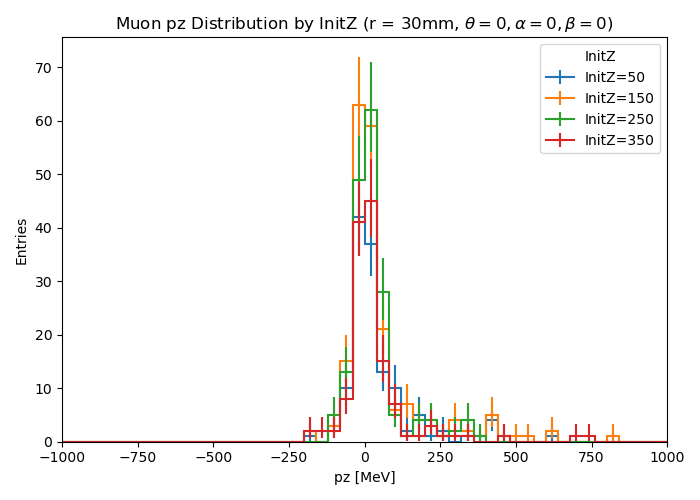 Muon pz Distribution by InitZ (r = 30mm, θ = 0, α = 0, β = 0)
InitZ
InitZ=50
InitZ=150
InitZ=250
InitZ=350
Entries
70
60
50
40
30
20
10
0
−1000 −750 −500 −250 0 250 500 750 1000
pz [MeV]